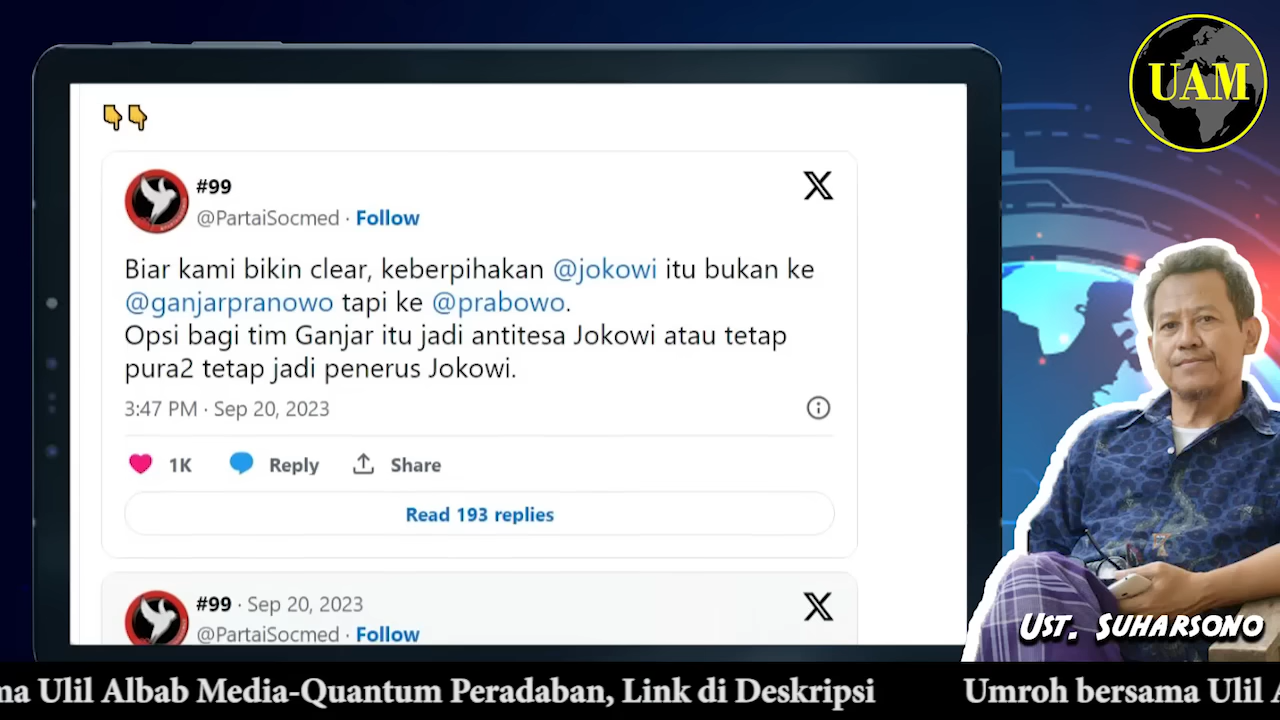 UAM
#99
@PartaiSocmed · Follow
Biar kami bikin clear, keberpihakan @jokowi itu bukan ke
@ganjarpranowo tapi ke @prabowo.
Opsi bagi tim Ganjar itu jadi antitesa Jokowi atau tetap
pura2 tetap jadi penerus Jokowi.
3:47 PM · Sep 20, 2023
1K Reply Share
Read 193 replies
#99 · Sep 20, 2023
@PartaiSocmed · Follow
Ust. Suharsono
ma Ulil Albab Media-Quantum Peradaban, Link di Deskripsi Umroh bersama Ulil A